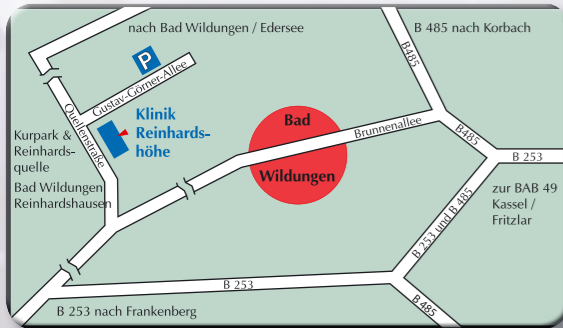 nach Bad Wildungen / Edersee
B 485 nach Korbach
P
Gustav-Görner-Allee
B485
Quellenstraße
Klinik
Reinhards-
höhe
Kurpark &
Reinhards-
quelle
Bad Wildungen
Reinhardshausen
Bad
Wildungen
Brunnenallee
B485
B 253
zur BAB 49
Kassel /
Fritzlar
B 253 und B 485
B 253
B 253 nach Frankenberg
B 485